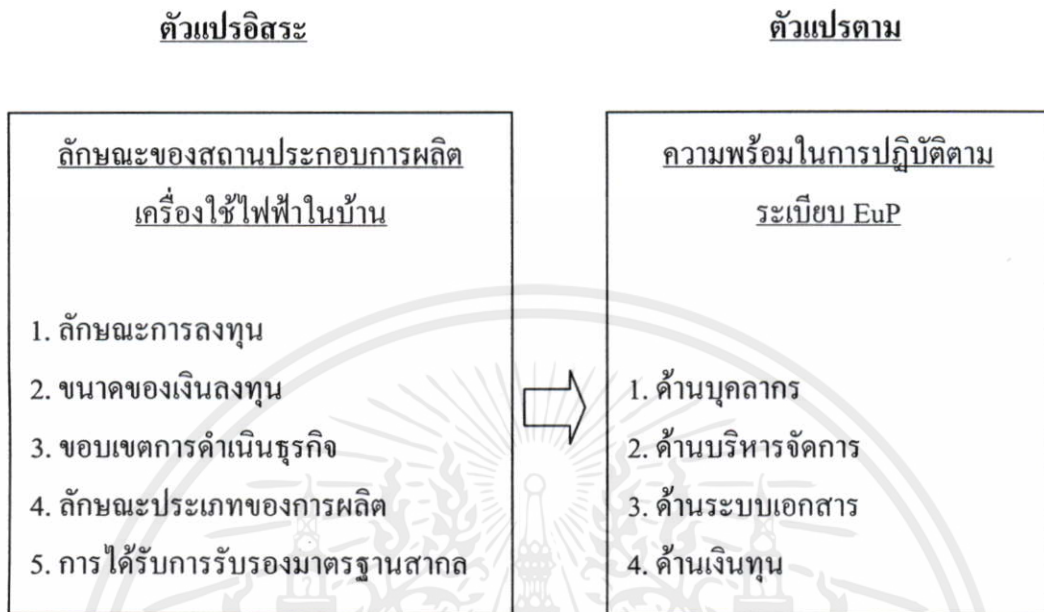 ตัวแปรอิสระ
ตัวแปรตาม
ลักษณะของสถานประกอบการผลิต
เครื่องใช้ไฟฟ้าในบ้าน
1. ลักษณะการลงทุน
2. ขนาดของเงินลงทุน
3. ขอบเขตการดำเนินธุรกิจ
4. ลักษณะประเภทของการผลิต
5. การได้รับการรับรองมาตรฐานสากล
ความพร้อมในการปฏิบัติตาม
ระเบียบ EuP
1. ด้านบุคลากร
2. ด้านบริหารจัดการ
3. ด้านระบบเอกสาร
4. ด้านเงินทุน